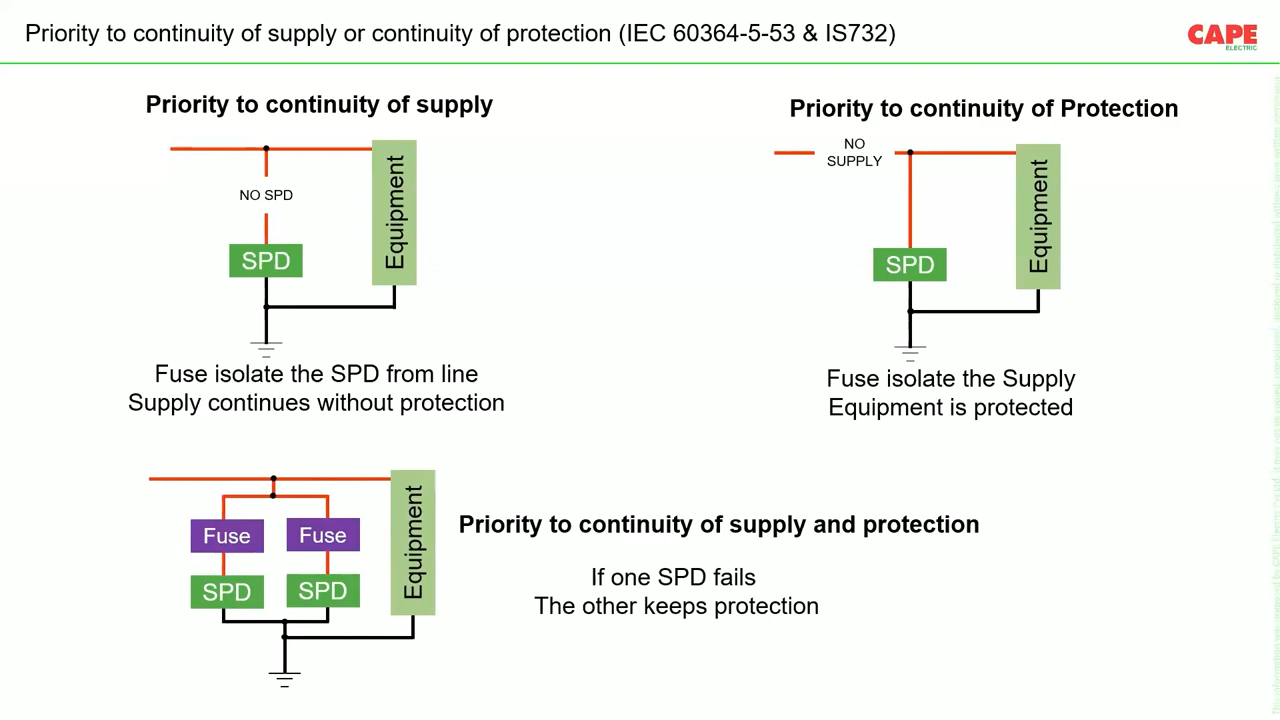 Priority to continuity of supply or continuity of protection (IEC 60364-5-53 & IS732)
CAPE
ELECTRIC
Priority to continuity of supply
NO SPD
SPD
Equipment
Fuse isolate the SPD from line
Supply continues without protection
Priority to continuity of Protection
NO
SUPPLY
SPD
Equipment
Fuse isolate the Supply
Equipment is protected
Fuse
Fuse
SPD
SPD
Equipment
Priority to continuity of supply and protection
If one SPD fails
The other keeps protection